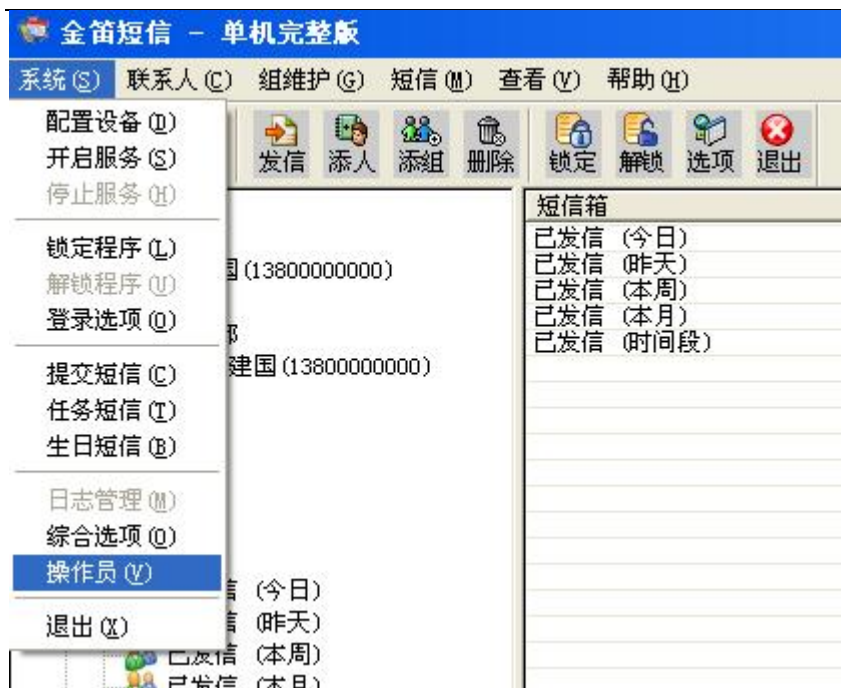 金笛短信 - 单机完整版
系统(S) 联系人(C) 组维护(G) 短信(M) 查看(V) 帮助(H)
发信 添人 添组 删除 锁定 解锁 选项 退出
配置设备(D)
开启服务(S)
停止服务(H)
锁定程序(L)
解锁程序(U)
登录选项(O)
提交短信(C)
任务短信(T)
生日短信(B)
日志管理(M)
综合选项(O)
操作员(V)
退出(X)
国(13800000000)
部
建国(13800000000)
信 (今日)
信 (昨天)
已发信 (本周)
已发信 (本月)
短信箱
已发信 (今日)
已发信 (昨天)
已发信 (本周)
已发信 (本月)
已发信 (时间段)